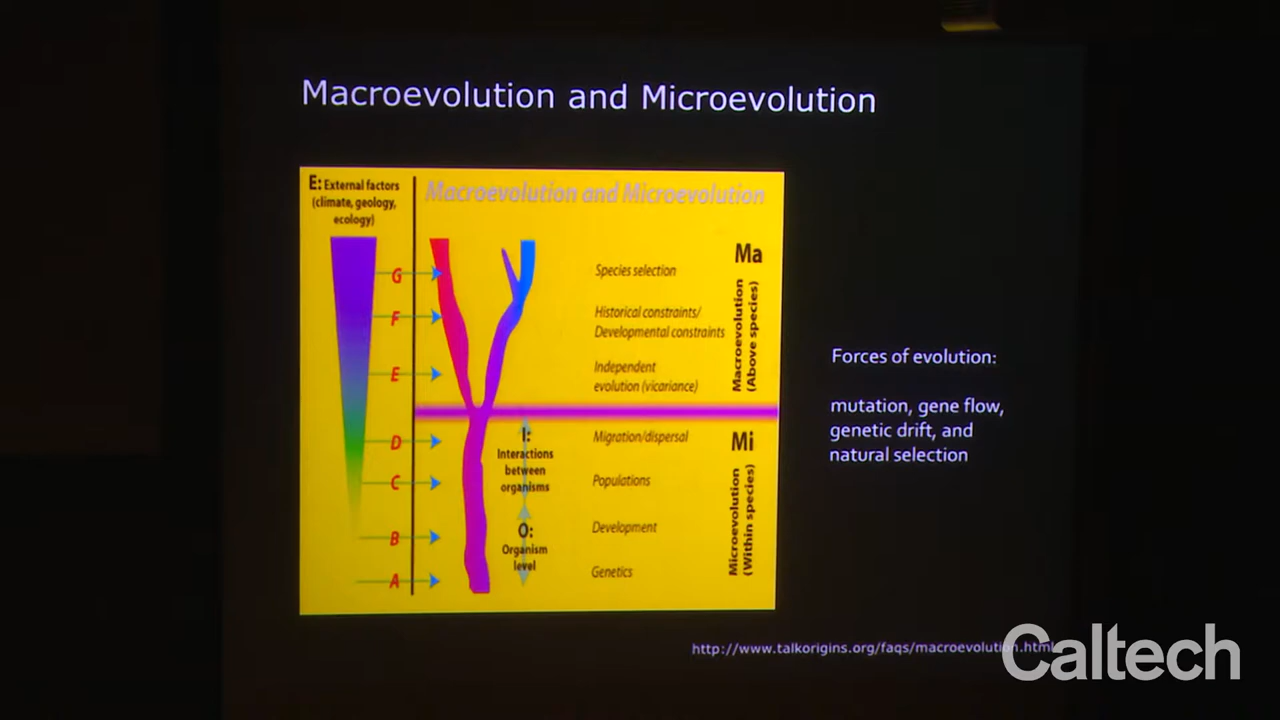 Macroevolution and Microevolution
E: External factors
(climate, geology,
ecology)
Macroevolution and Microevolution
G
F
E
D
C
B
A
Species selection
Historical constraints/
Developmental constraints
Independent
evolution (vicariance)
Migration/dispersal
Populations
Development
Genetics
I:
Interactions
between
organisms
O:
Organism
level
Ma
Macroevolution
(Above species)
Mi
Microevolution
(Within species)
Forces of evolution:
mutation, gene flow,
genetic drift, and
natural selection
http://www.talkorigins.org/faqs/macroevolution.html
Caltech